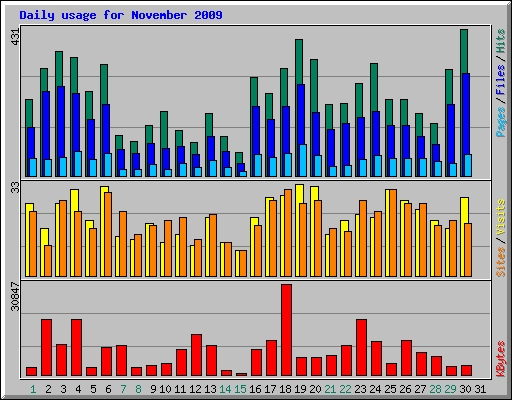 Daily usage for November 2009
431
Pages / Files / Hits
33
Sites / Visits
30847
KBytes
1 2 3 4 5 6 7 8 9 10 11 12 13 14 15 16 17 18 19 20 21 22 23 24 25 26 27 28 29 30 31